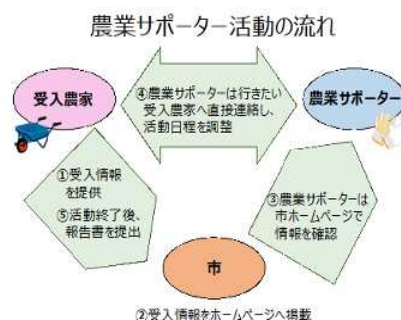 農業サポーター活動の流れ
受入農家
④農業サポーターは行きたい
受入農家へ直接連絡し、
活動日程を調整
農業サポーター
①受入情報
を提供
⑤活動終了後、
報告書を提出
③農業サポーターは
市ホームページで
情報を確認
市
②受入情報をホームページへ掲載